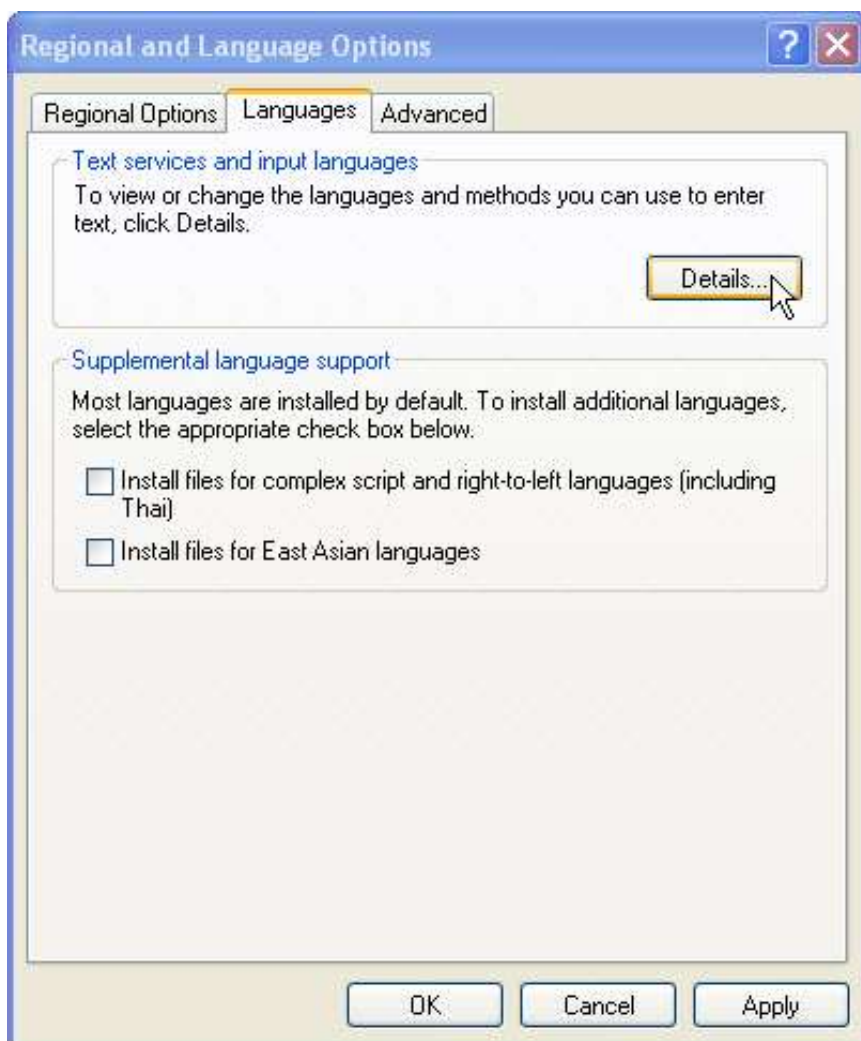 Regional and Language Options
Regional Options Languages Advanced
Text services and input languages
To view or change the languages and methods you can use to enter
text, click Details.
Details...
Supplemental language support
Most languages are installed by default. To install additional languages,
select the appropriate check box below.
Install files for complex script and right-to-left languages (including
Thai)
Install files for East Asian languages
OK Cancel Apply